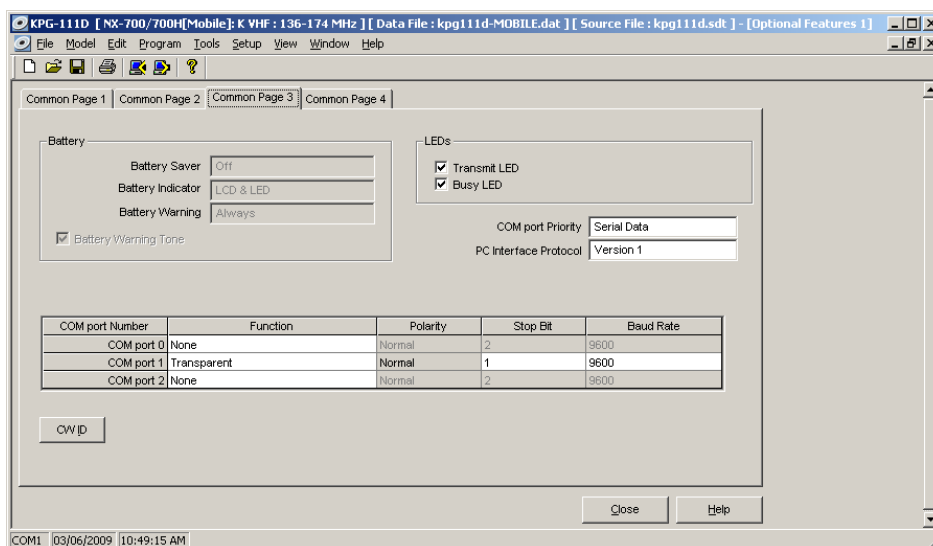 KPG-111D [ NX-700/700H[Mobile]: K VHF : 136-174 MHz ] [ Data File : kpg111d-MOBILE.dat ] [ Source File : kpg111d.sdt ] - [Optional Features 1]
File Model Edit Program Tools Setup View Window Help
Common Page 1 Common Page 2 Common Page 3 Common Page 4
Battery
Battery Saver Off
Battery Indicator LCD & LED
Battery Warning Always
Battery Warning Tone
LEDs
Transmit LED
Busy LED
COM port Priority Serial Data
PC Interface Protocol Version 1
COM port Number Function Polarity Stop Bit Baud Rate
COM port 0 None Normal 2 9600
COM port 1 Transparent Normal 1 9600
COM port 2 None Normal 2 9600
CW ID
Close Help
COM1 03/06/2009 10:49:15 AM